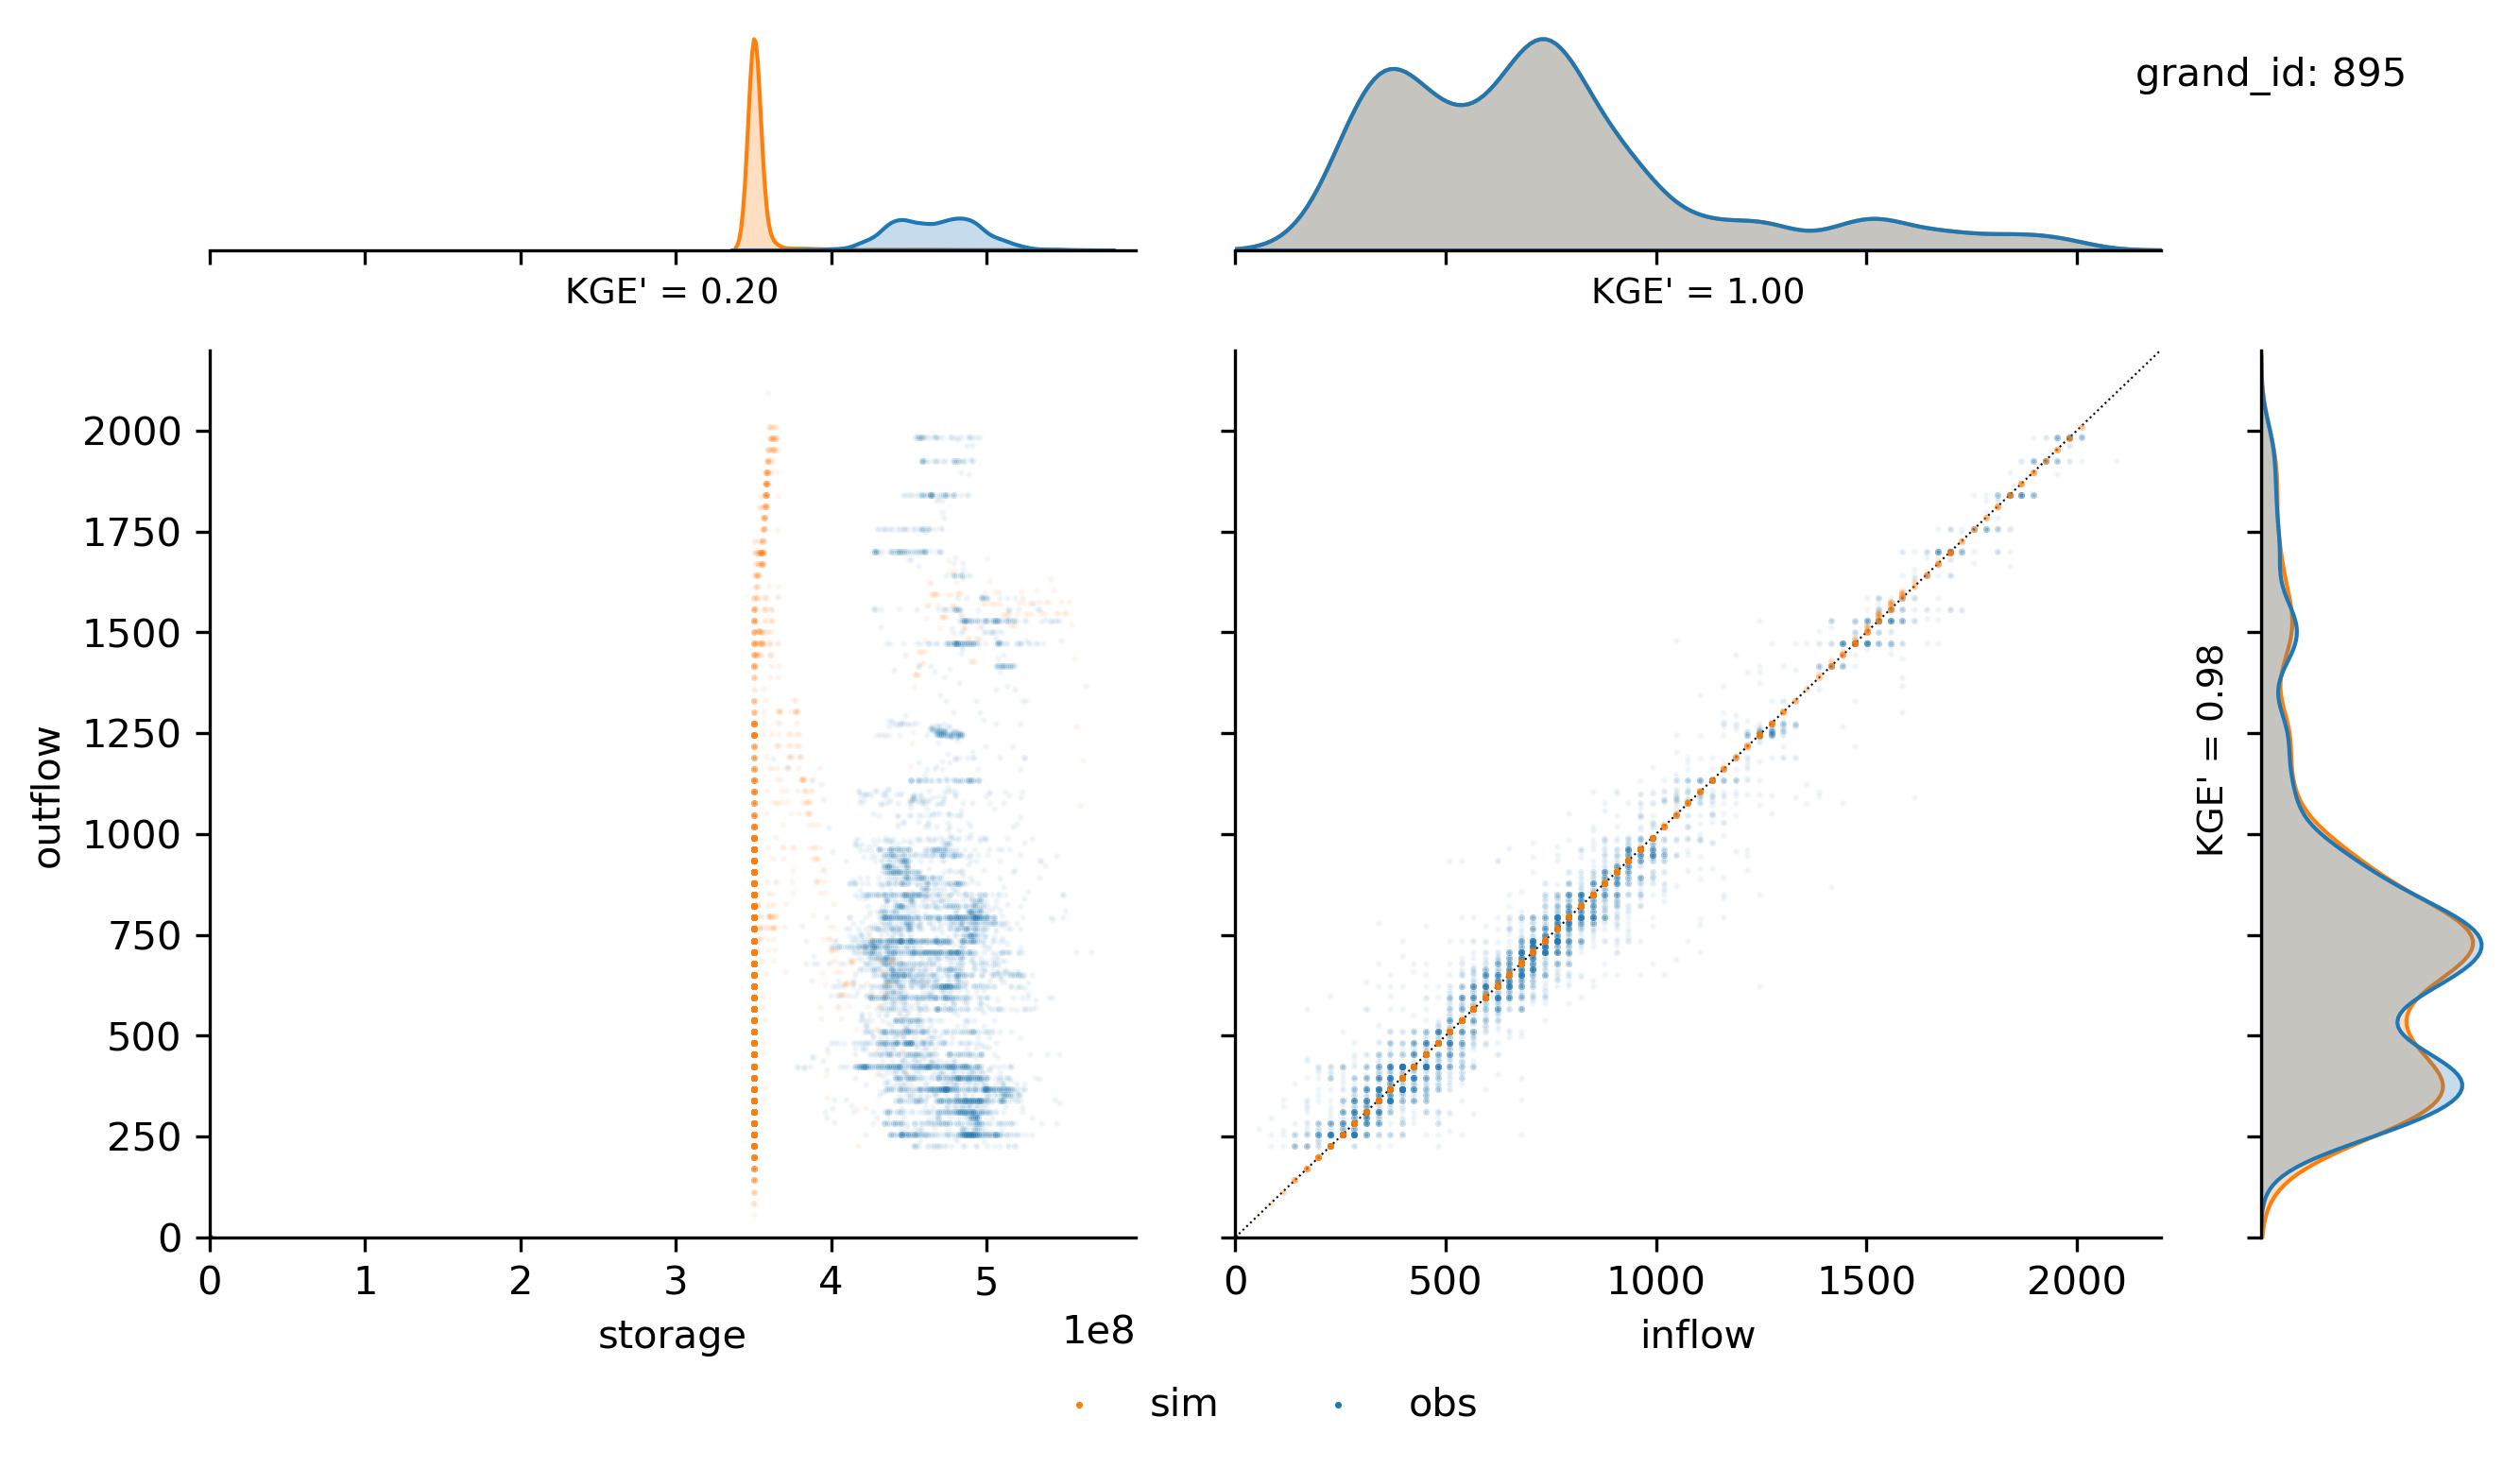 grand_id: 895
KGE' = 0.20
KGE' = 1.00
outflow
2000
1750
1500
1250
1000
750
500
250
0
KGE' = 0.98
0 1 2 3 4 5
1e8
storage
0 500 1000 1500 2000
inflow
sim obs